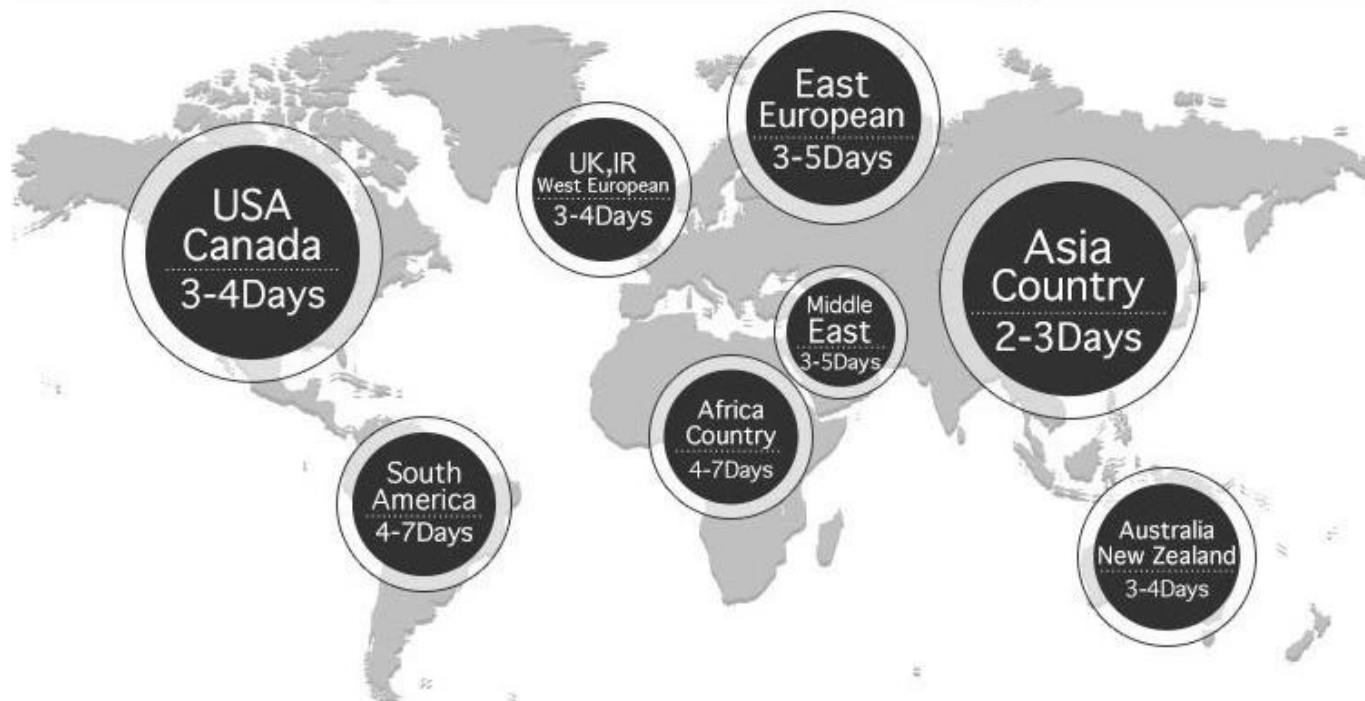 East
European
3-5Days
UK,IR
West European
3-4Days
USA
Canada
3-4Days
Asia
Country
2-3Days
Middle
East
3-5Days
Africa
Country
4-7Days
South
America
4-7Days
Australia
New Zealand
3-4Days